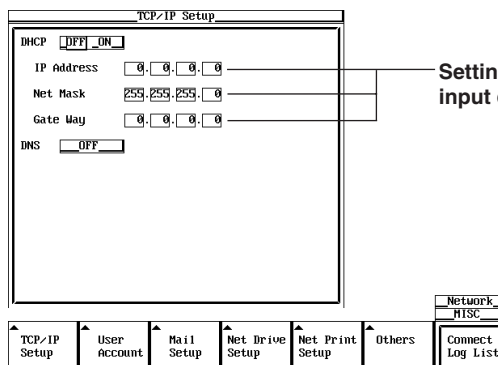 TCP/IP Setup
DHCP OFF ON
IP Address 0. 0. 0. 0
Net Mask 255.255.255. 0
Gate Way 0. 0. 0. 0
DNS OFF
input
Network
MISC
TCP/IP Setup
User Account
Mail Setup
Net Drive Setup
Net Print Setup
Others
Connect Log List